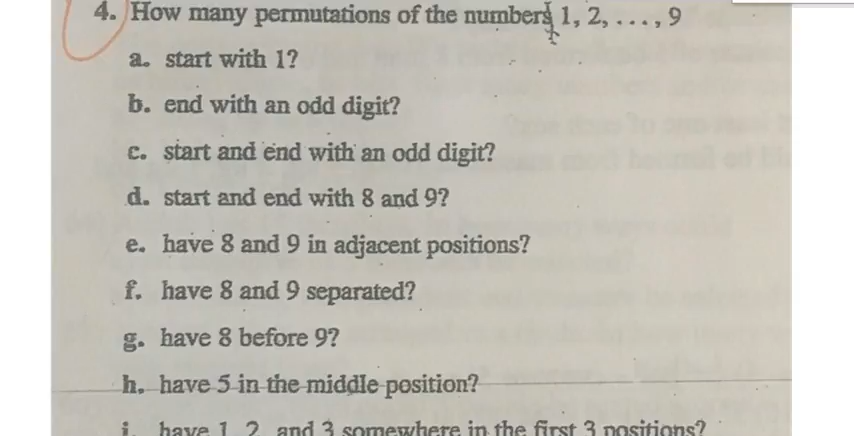 4. How many permutations of the numbers 1, 2, ..., 9
a. start with 1?
b. end with an odd digit?
c. start and end with an odd digit?
d. start and end with 8 and 9?
e. have 8 and 9 in adjacent positions?
f. have 8 and 9 separated?
g. have 8 before 9?
h. have 5 in the middle position?
i. have 1, 2, and 3 somewhere in the first 3 positions?